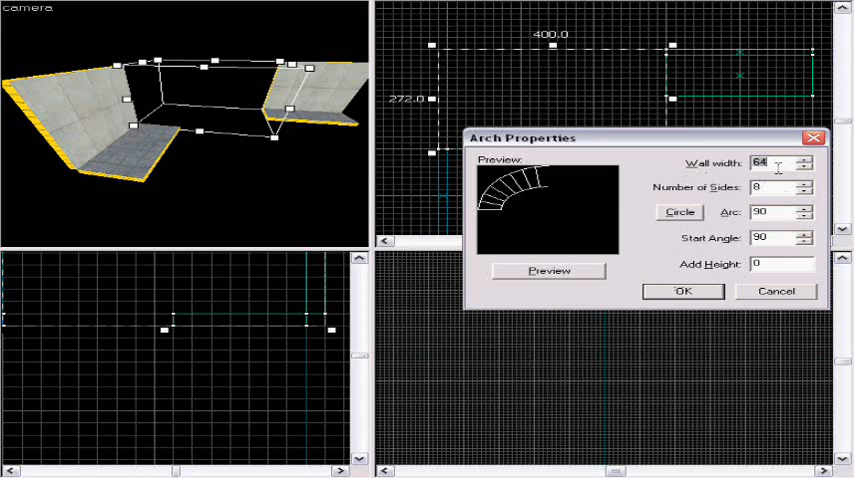 camera
400.0
272.0
Arch Properties
Preview:
Wall width: 64
Number of Sides: 8
Circle Arc: 90
Start Angle: 90
Add Height: 0
Preview
OK Cancel